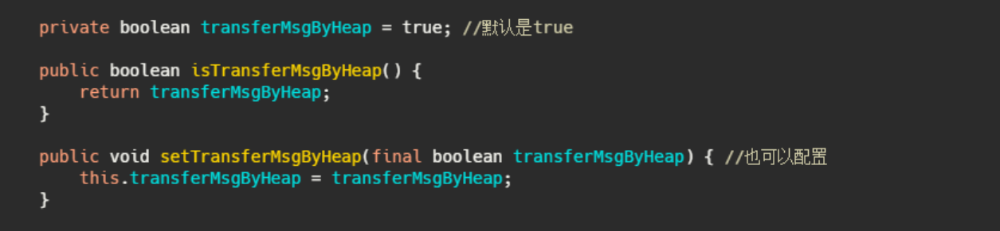 private boolean transferMsgByHeap = true; //默认是true
public boolean isTransferMsgByHeap() {
return transferMsgByHeap;
}
public void setTransferMsgByHeap(final boolean transferMsgByHeap) { //也可以配置
this.transferMsgByHeap = transferMsgByHeap;
}